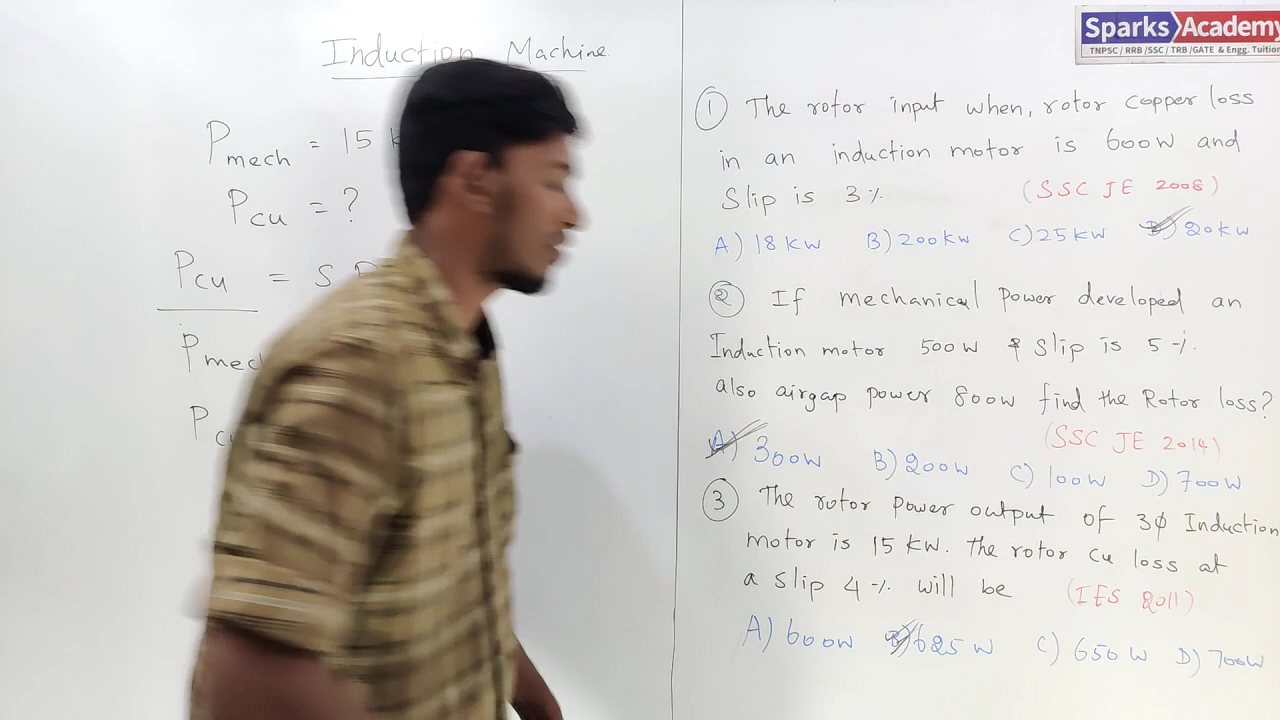 Induction Machine
Pmech = 15 k
Pcu = ?
Pcu = S P
Pmech
Pcu
Sparks Academy
TNPSC / RRB /SSC / TRB /GATE & Engg. Tuition
① The rotor input when, rotor copper loss
in an induction motor is 600W and
Slip is 3% (SSC JE 2008)
A) 18 KW B) 200 KW C) 25 KW D) 20 KW
② If mechanical Power developed an
Induction motor 500 W & Slip is 5%.
also airgap power 800W find the Rotor loss?
(SSC JE 2014)
A) 300W B) 200W C) 100W D) 700W
③ The rotor Power output of 3φ Induction
motor is 15 KW. The rotor cu loss at
a slip 4% will be (IES 2011)
A) 600W B) 625 W C) 650 W D) 700W